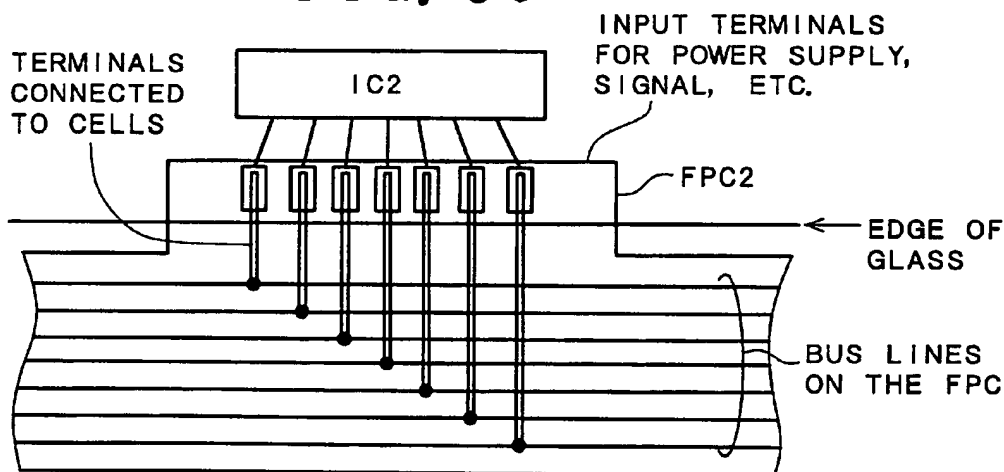 INPUT TERMINALS
FOR POWER SUPPLY,
SIGNAL, ETC.
TERMINALS
CONNECTED
TO CELLS
IC2
FPC2
EDGE OF
GLASS
BUS LINES
ON THE FPC